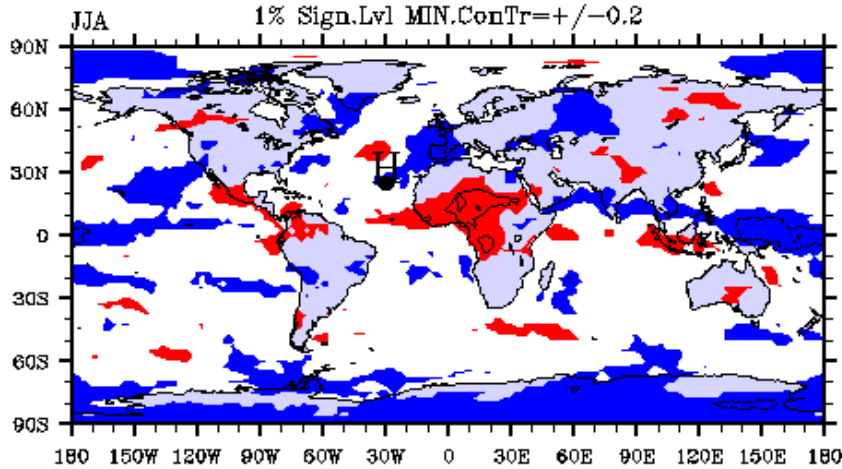 JJA 1% Sign.Lvl MIN.ConTr=+/−0.2
90N
60N
30N
0
30S
60S
90S
H
180 150W 120W 90W 60W 30W 0 30E 60E 90E 120E 150E 180